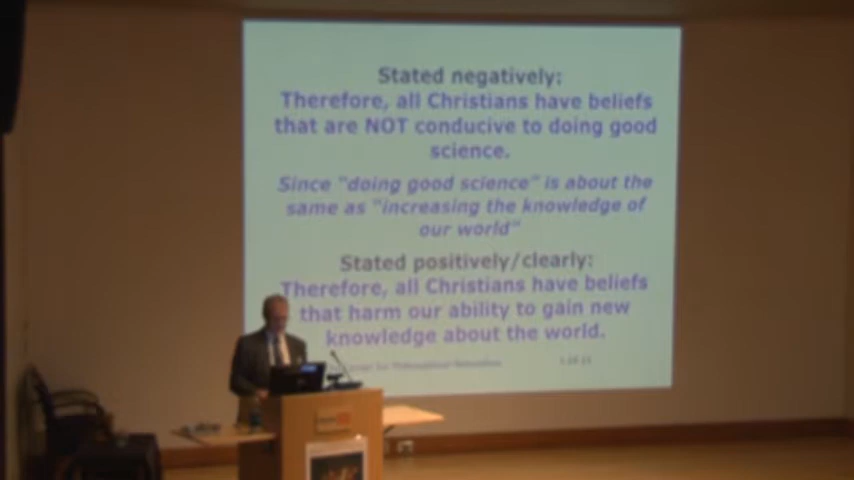 Stated negatively:
Therefore, all Christians have beliefs
that are NOT conducive to doing good
science.
Since "doing good science" is about the
same as "increasing the knowledge of
our world"
Stated positively/clearly:
Therefore, all Christians have beliefs
that harm our ability to gain new
knowledge about the world.